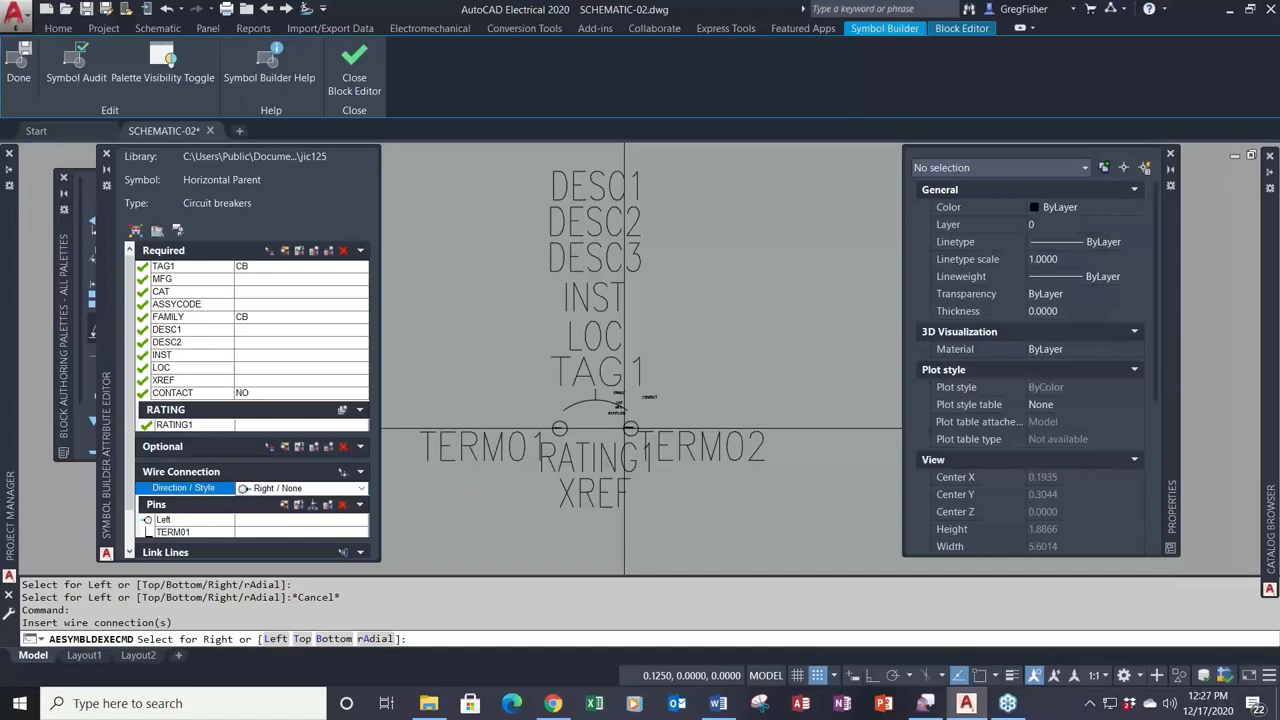 AutoCAD Electrical 2020 SCHEMATIC-02.dwg
Type a keyword or phrase
GregFisher
Home Project Schematic Panel Reports Import/Export Data Electromechanical Conversion Tools Add-ins Collaborate Express Tools Featured Apps Symbol Builder Block Editor
Done Symbol Audit Palette Visibility Toggle Symbol Builder Help Close Block Editor
Edit Help Close
Start SCHEMATIC-02*
Library: C:\Users\Public\Docume...\jic125
Symbol: Horizontal Parent
Type: Circuit breakers
Required
TAG1 CB
MFG
CAT
ASSYCODE
FAMILY CB
DESC1
DESC2
INST
LOC
XREF
CONTACT NO
RATING
RATING1
Optional
Wire Connection
Direction / Style Right / None
Pins
Left
TERM01
Link Lines
PROJECT MANAGER
BLOCK AUTHORING PALETTES - ALL PALETTES
SYMBOL BUILDER ATTRIBUTE EDITOR
DESC1
DESC2
DESC3
INST
LOC
TAG1
CONTACT
TERM01
TERM02
RATING1
XREF
No selection
General
Color ByLayer
Layer 0
Linetype ByLayer
Linetype scale 1.0000
Lineweight ByLayer
Transparency ByLayer
Thickness 0.0000
3D Visualization
Material ByLayer
Plot style
Plot style ByColor
Plot style table None
Plot table attache... Model
Plot table type Not available
View
Center X 0.1935
Center Y 0.3044
Center Z 0.0000
Height 1.8866
Width 5.6014
PROPERTIES
CATALOG BROWSER
Select for Left or [Top/Bottom/Right/rAdial]:
Select for Left or [Top/Bottom/Right/rAdial]:*Cancel*
Command:
Insert wire connection(s)
AESYMBLDEXECMD Select for Right or [Left Top Bottom rAdial]:
Model Layout1 Layout2
0.1250, 0.0000, 0.0000 MODEL 1:1
Type here to search
12:27 PM
12/17/2020
22